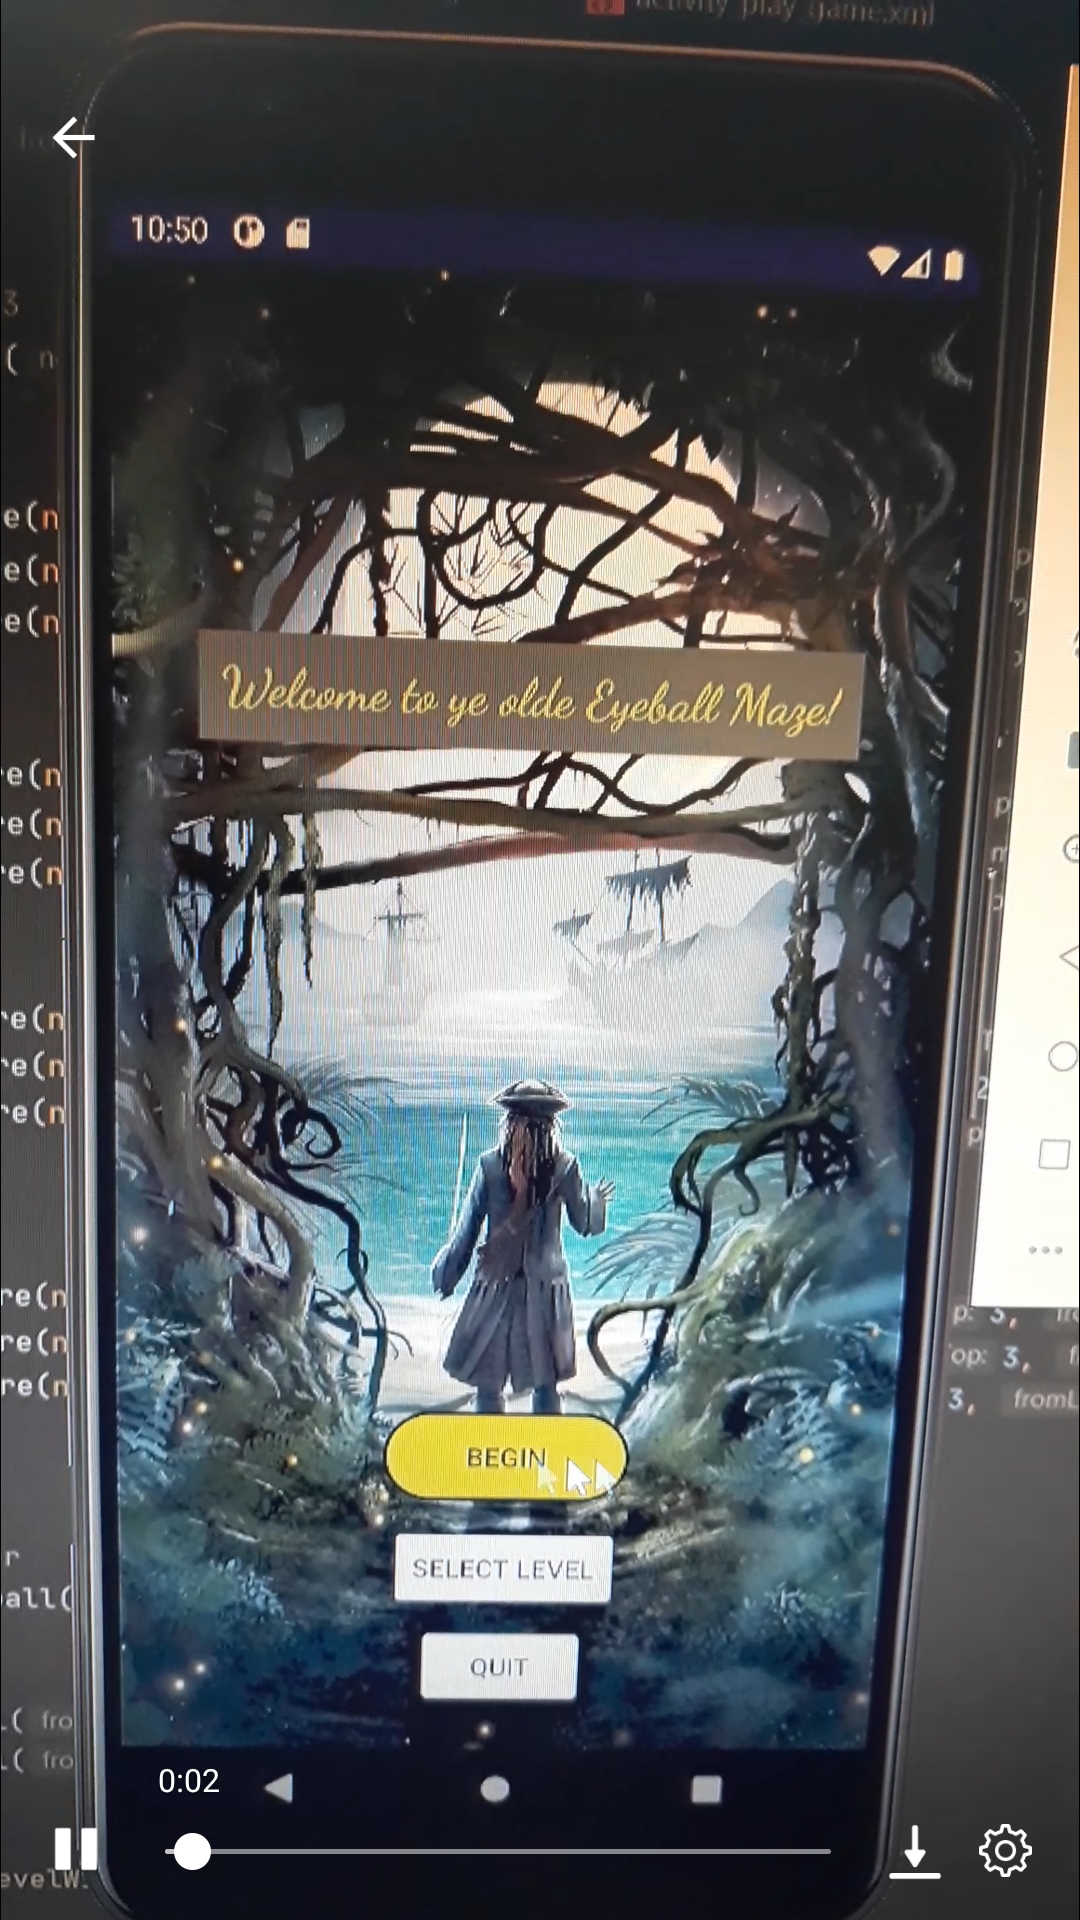 activity_play_game.xml
10:50
3
( n
e(n
e(n
e(n
Welcome to ye olde Eyeball Maze!
re(n
re(n
re(n
re(n
re(n
re(n
re(n
re(n
re(n
p: 3,
op: 3,
3, fromL
BEGIN
SELECT LEVEL
r
all(
QUIT
( fro
( fro
0:02
evelW